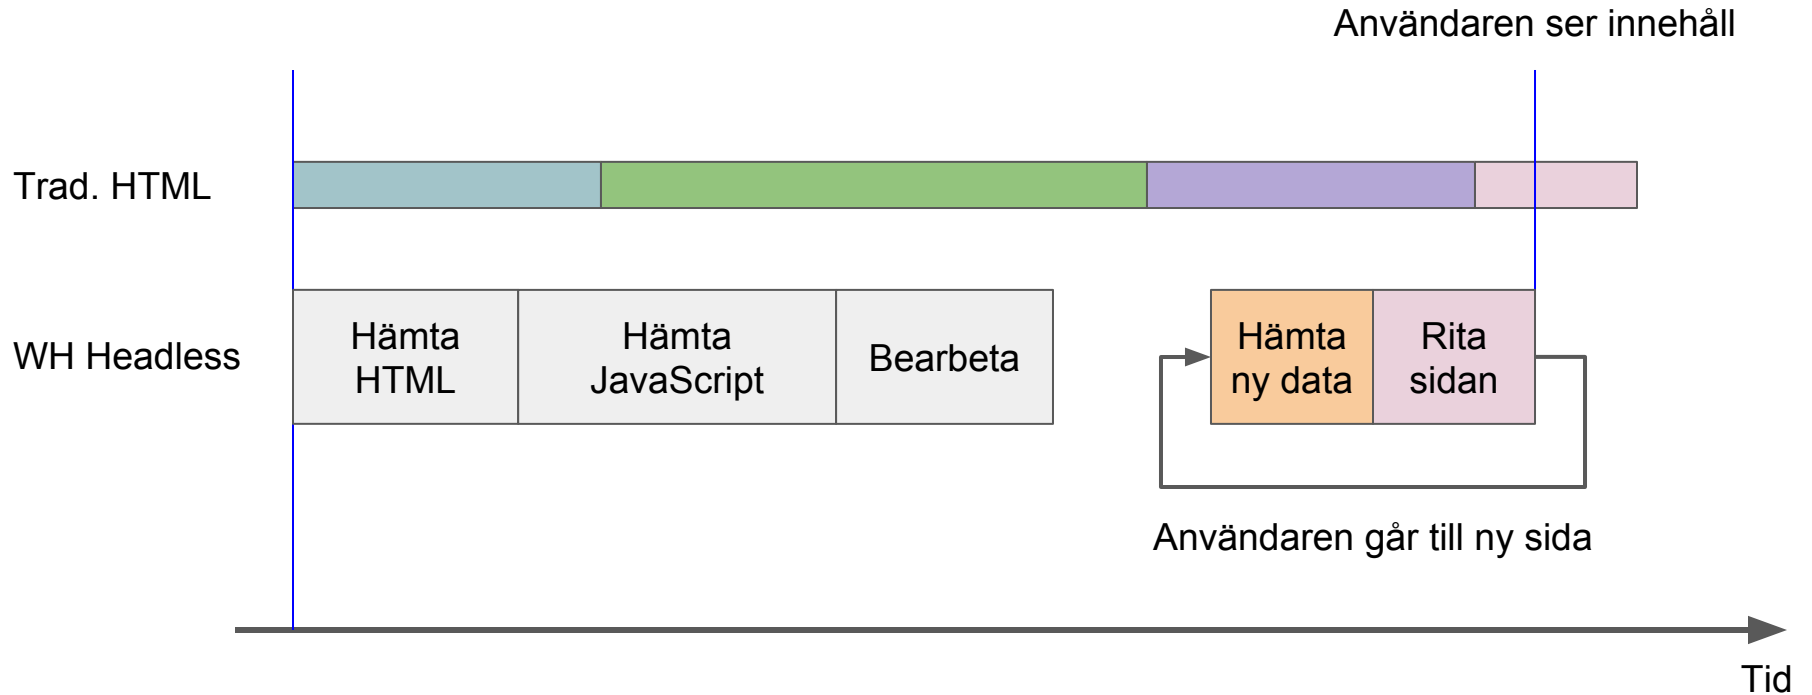 Användaren ser innehåll
Trad. HTML
WH Headless
Hämta
HTML
Hämta
JavaScript
Bearbeta
Hämta
ny data
Rita
sidan
Användaren går till ny sida
Tid